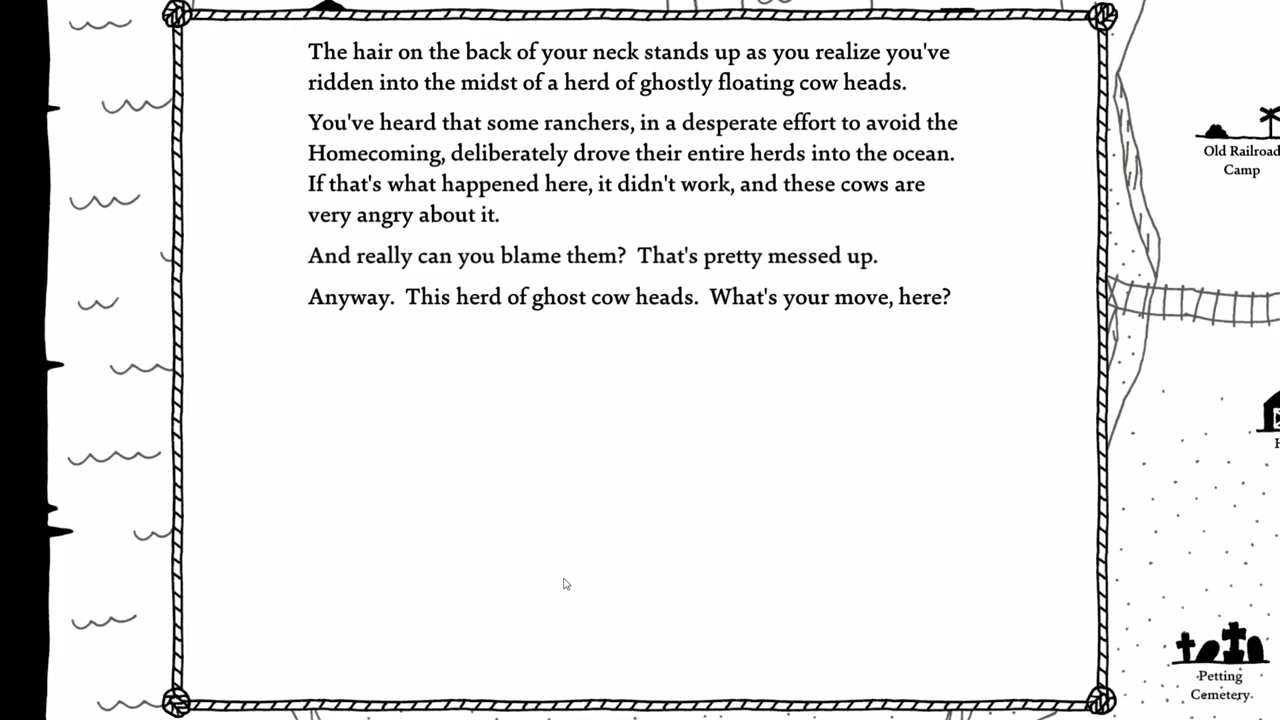 The hair on the back of your neck stands up as you realize you've
ridden into the midst of a herd of ghostly floating cow heads.
You've heard that some ranchers, in a desperate effort to avoid the
Homecoming, deliberately drove their entire herds into the ocean.
If that's what happened here, it didn't work, and these cows are
very angry about it.
And really can you blame them?  That's pretty messed up.
Anyway.  This herd of ghost cow heads.  What's your move, here?
Old Railroad
Camp
H
Petting
Cemetery